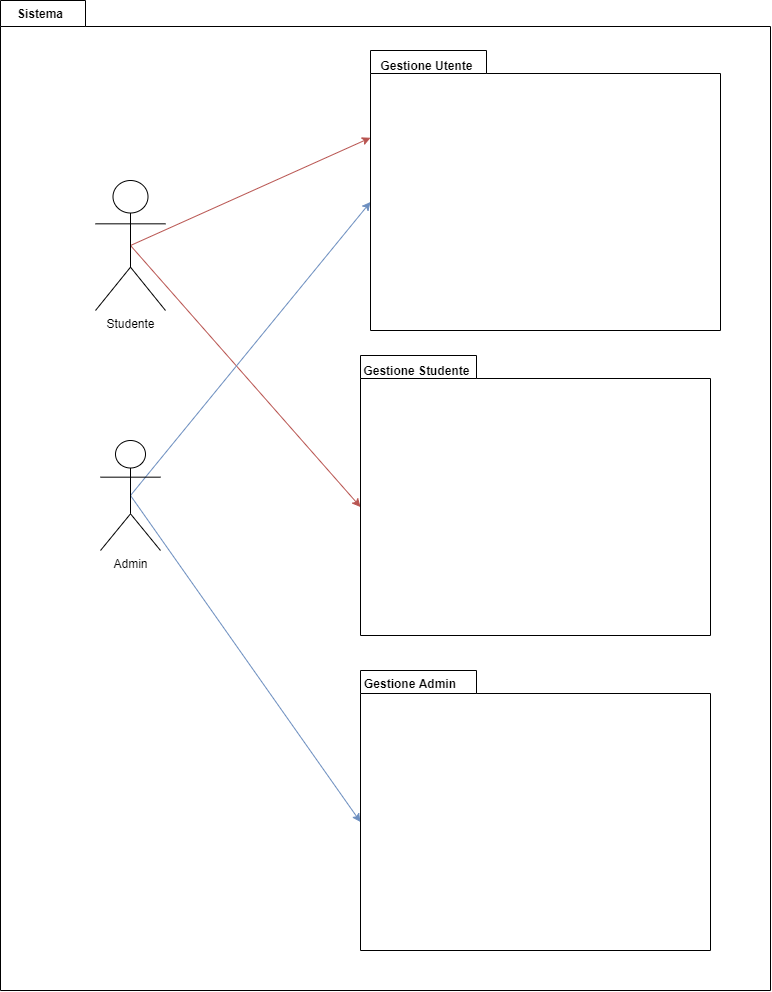 Sistema
Gestione Utente
Studente
Gestione Studente
Admin
Gestione Admin